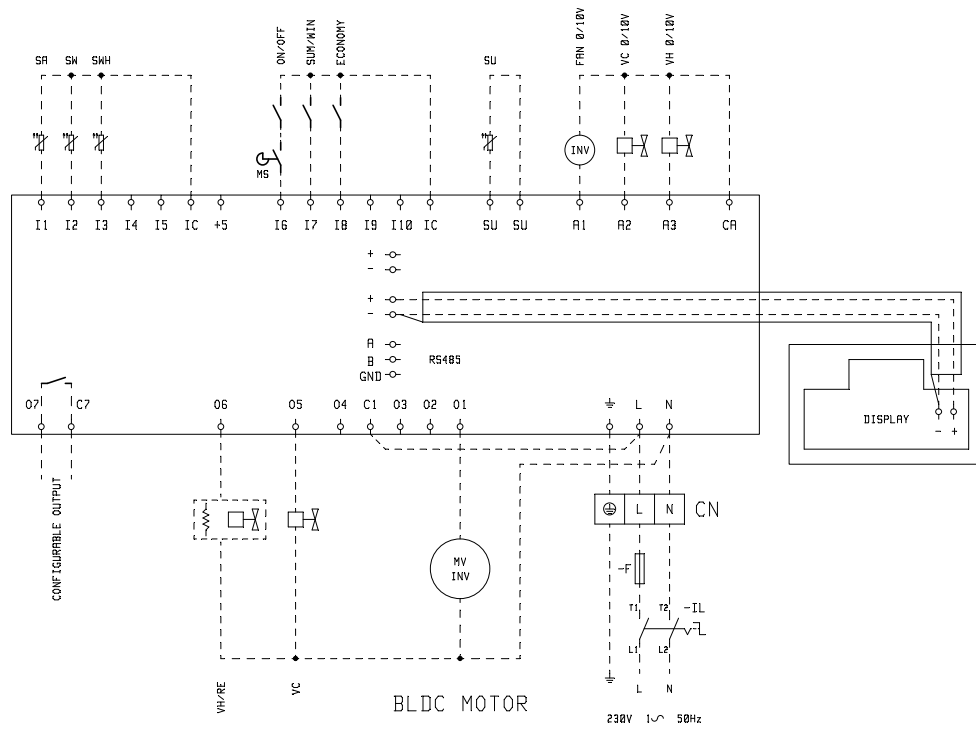 ON/OFF
SUM/WIN
ECONOMY
FAN 0/10V
VC 0/10V
VH 0/10V
SA SW SWH SU
INV
MS
I1 I2 I3 I4 I5 IC +5 I6 I7 I8 I9 I10 IC SU SU A1 A2 A3 CA
+
-
+
-
A
B RS485
GND
O7 C7 O6 O5 O4 C1 O3 O2 O1 L N
DISPLAY
- +
CONFIGURABLE OUTPUT
L N CN
MV
INV
-F
T1 T2 -IL
L1 L2
VH/RE
VC
BLDC MOTOR
L N
230V 1~ 50Hz